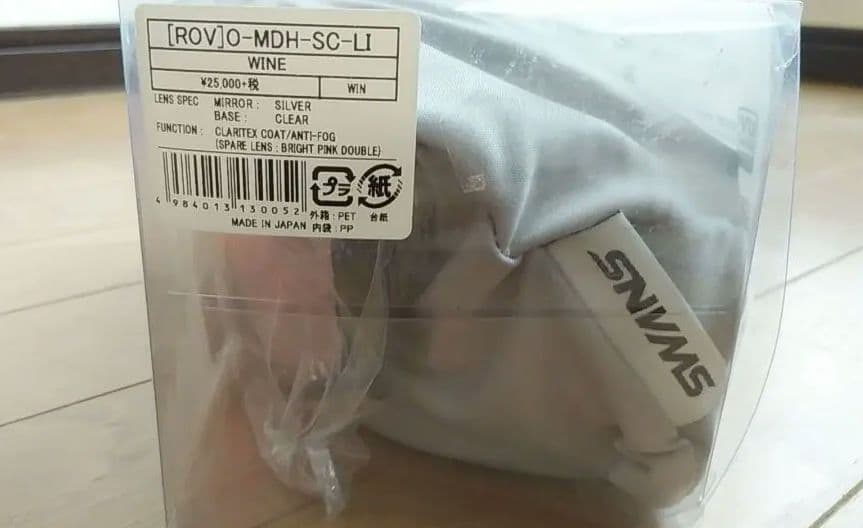 [ROV]O-MDH-SC-LI
WINE
¥25,000+税 WIN
LENS SPEC MIRROR : SILVER
BASE : CLEAR
FUNCTION : CLARITEX COAT/ANTI-FOG
(SPARE LENS : BRIGHT PINK DOUBLE)
4 984013 130052
プラ 紙
外箱 : PET 台紙
MADE IN JAPAN 内袋 : PP
SWANS